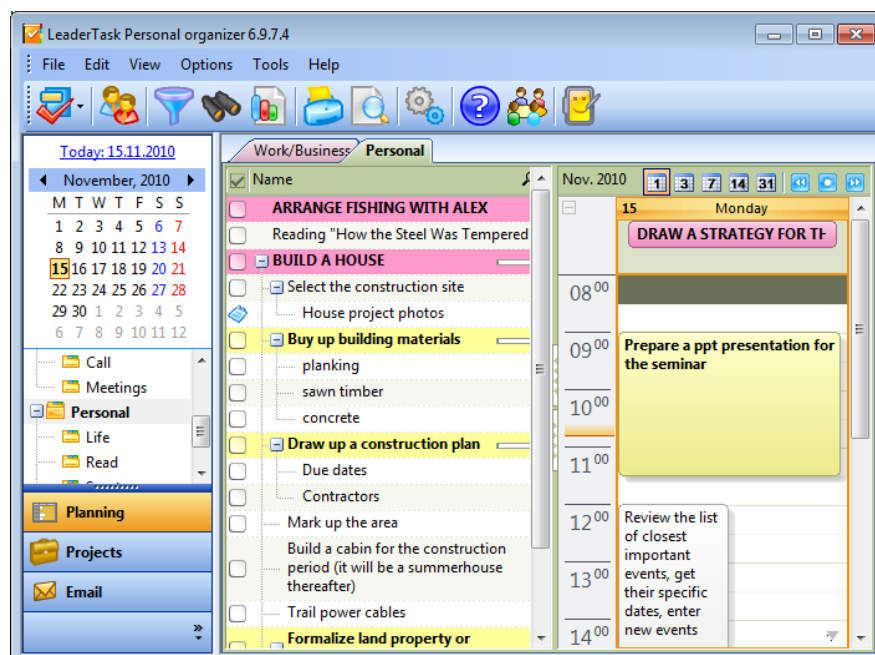 LeaderTask Personal organizer 6.9.7.4
File Edit View Options Tools Help
Today: 15.11.2010
November, 2010
M T W T F S S
1 2 3 4 5 6 7
8 9 10 11 12 13 14
15 16 17 18 19 20 21
22 23 24 25 26 27 28
29 30 1 2 3 4 5
6 7 8 9 10 11 12
Call
Meetings
Personal
Life
Read
Planning
Projects
Email
Work/Business Personal
Name
ARRANGE FISHING WITH ALEX
Reading "How the Steel Was Tempered
BUILD A HOUSE
Select the construction site
House project photos
Buy up building materials
planking
sawn timber
concrete
Draw up a construction plan
Due dates
Contractors
Mark up the area
Build a cabin for the construction
period (it will be a summerhouse
thereafter)
Trail power cables
Formalize land property or
Nov. 2010 1 3 7 14 31
15 Monday
DRAW A STRATEGY FOR
08 00
09 00
10 00
11 00
12 00
13 00
14 00
Prepare a ppt presentation for
the seminar
Review the list
of closest
important
events, get
their specific
dates, enter
new events